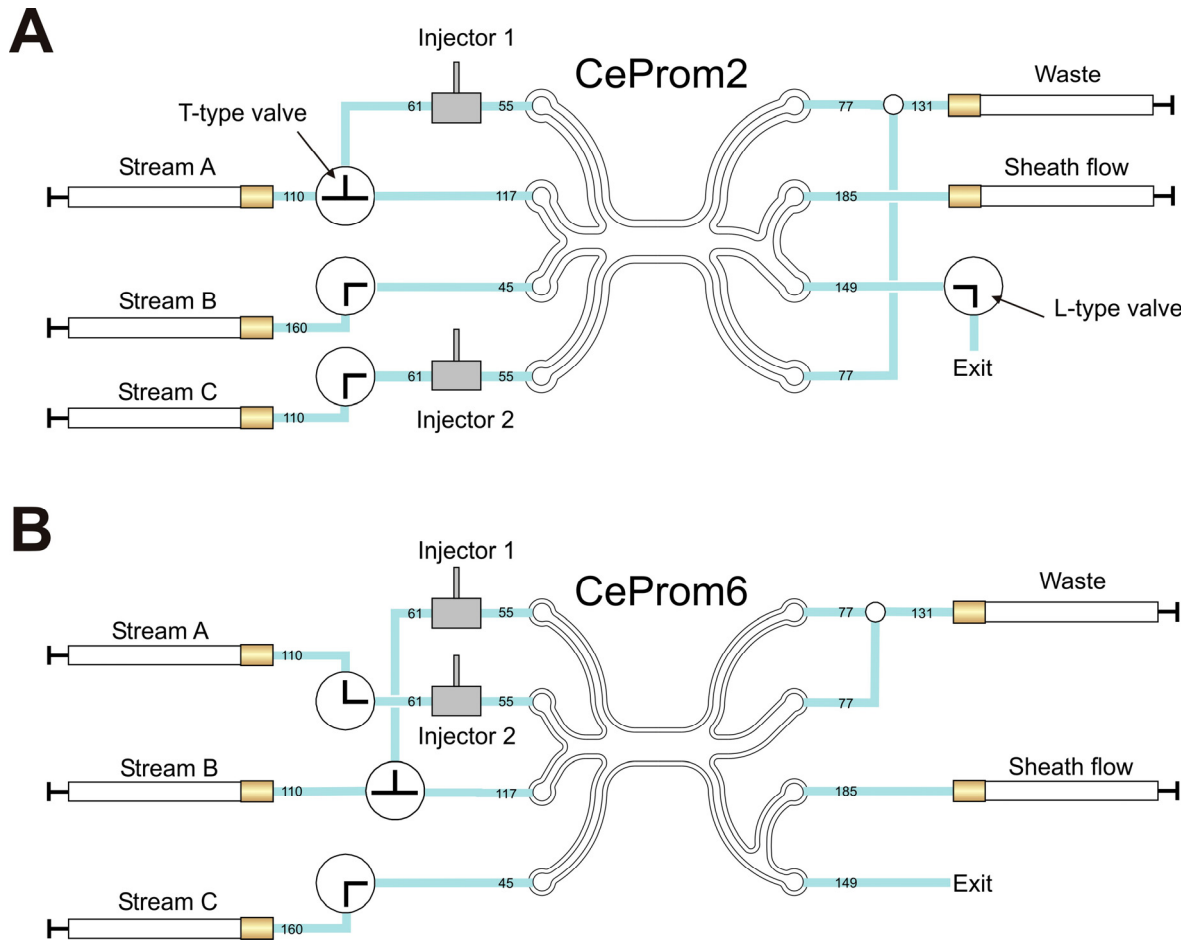 A
Injector 1
CeProm2
Waste
T-type valve
61
55
77
131
Stream A
Sheath flow
110
117
185
Stream B
45
149
L-type valve
160
Stream C
61
55
77
Exit
110
Injector 2
B
Injector 1
CeProm6
Waste
61
55
77
131
Stream A
110
61
55
77
Injector 2
Stream B
Sheath flow
110
117
185
Stream C
45
149
Exit
160